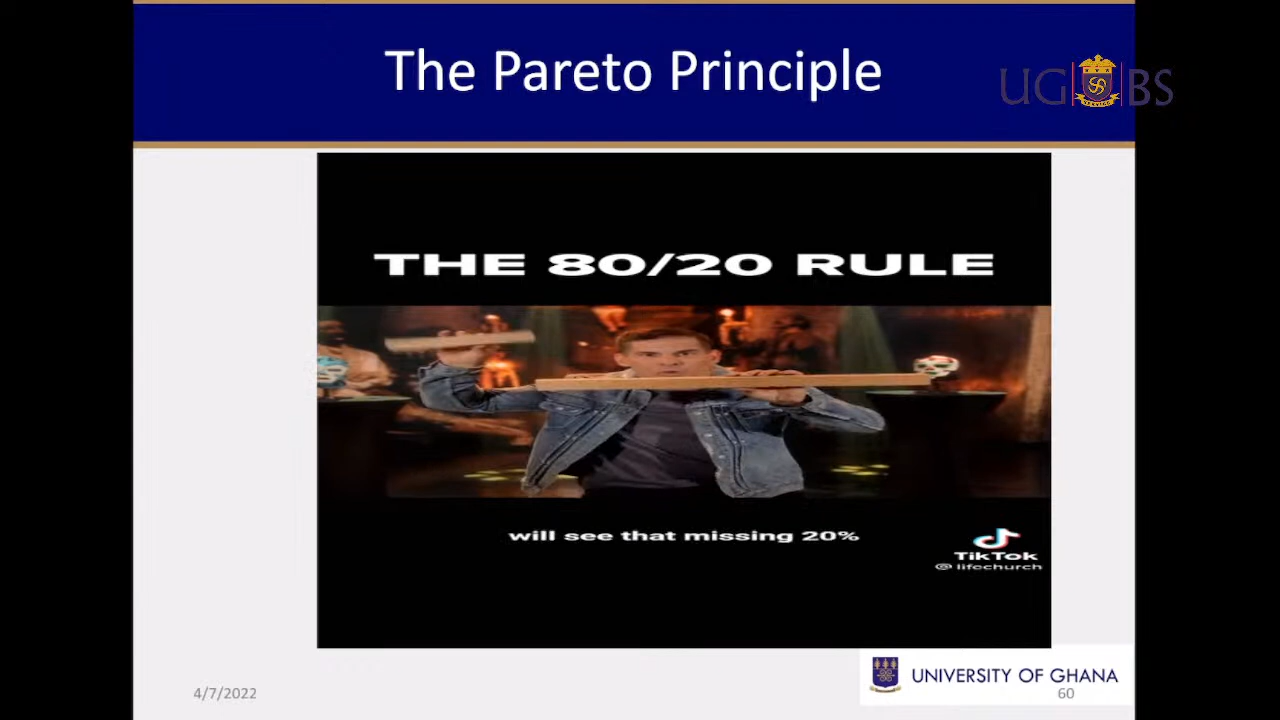 The Pareto Principle
UG BS
THE 80/20 RULE
will see that missing 20%
TikTok
@lifechurch
UNIVERSITY OF GHANA
4/7/2022
60